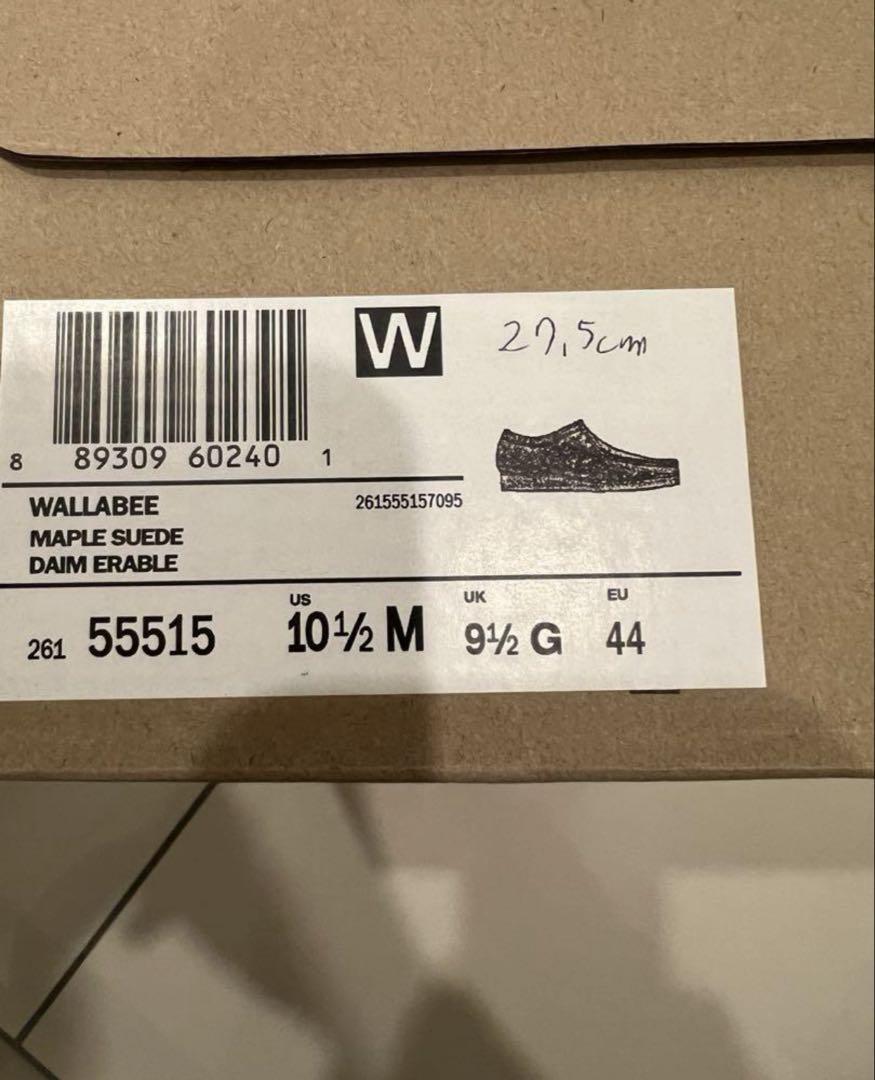 W
27,5cm
8 89309 60240 1
WALLABEE
261555157095
MAPLE SUEDE
DAIM ERABLE
US UK EU
261 55515 10½ M 9½ G 44